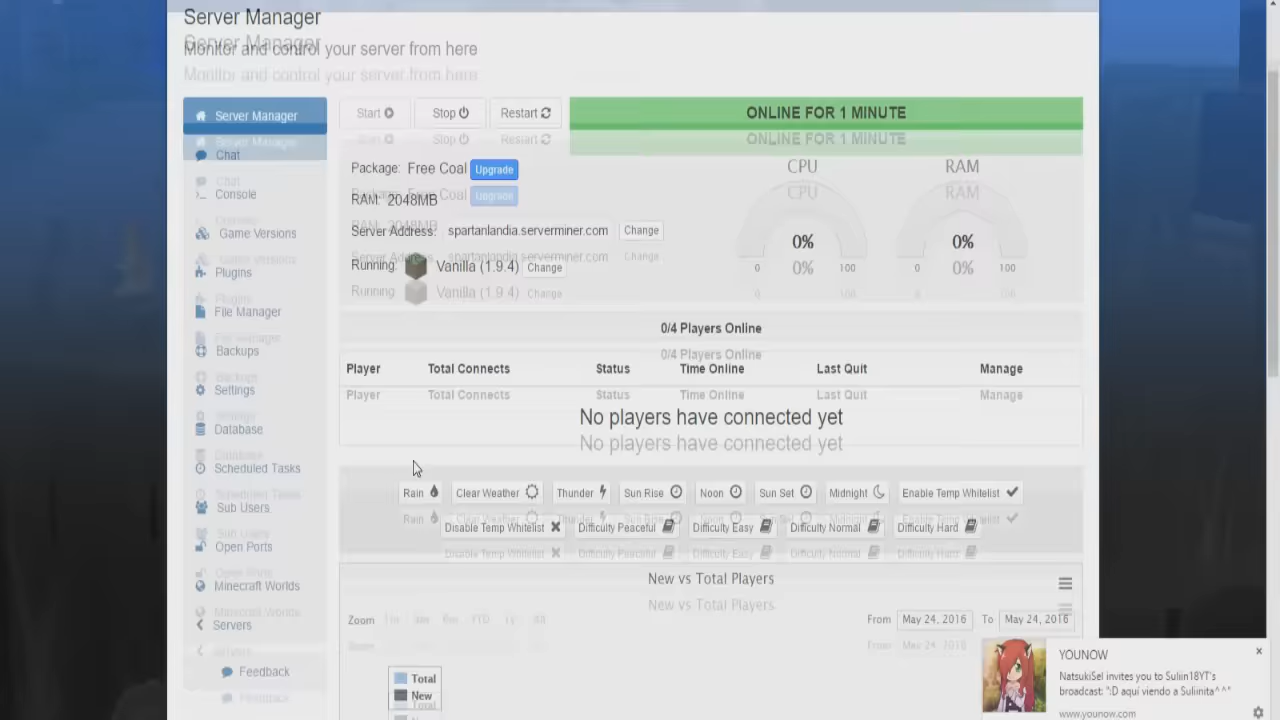 Server Manager
Monitor and control your server from here
Server Manager
Chat
Console
Game Versions
Plugins
File Manager
Backups
Settings
Database
Scheduled Tasks
Sub Users
Open Ports
Minecraft Worlds
Servers
Feedback
Start
Stop
Restart
ONLINE FOR 1 MINUTE
Package: Free Coal Upgrade
RAM: 2048MB
Server Address: spartanlandia.serverminer.com Change
Running: Vanilla (1.9.4) Change
CPU
0%
0 100
RAM
0%
0 100
0/4 Players Online
Player Total Connects Status Time Online Last Quit Manage
No players have connected yet
Rain Clear Weather Thunder Sun Rise Noon Sun Set Midnight Enable Temp Whitelist
Disable Temp Whitelist Difficulty Peaceful Difficulty Easy Difficulty Normal Difficulty Hard
New vs Total Players
Zoom YTD All From May 24, 2016 To May 24, 2016
Total
New
YOUNOW
NatsukiSel invites you to Suliin18YT's
broadcast: ":D aquí viendo a Suliinita^^"
www.younow.com